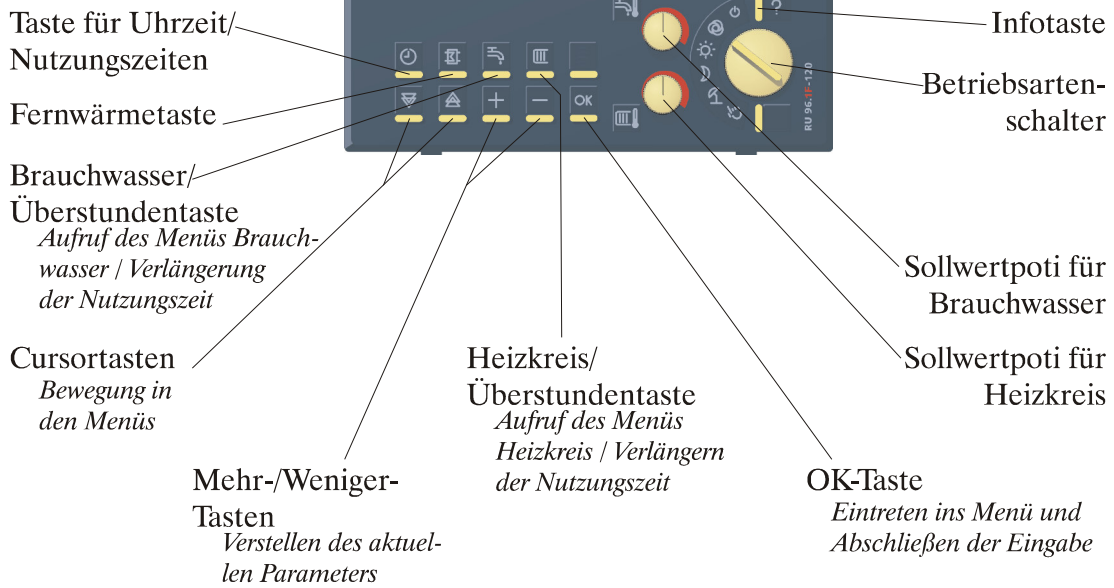 Taste für Uhrzeit/
Nutzungszeiten
Fernwärmetaste
Brauchwasser/
Überstundentaste
Aufruf des Menüs Brauch-
wasser / Verlängerung
der Nutzungszeit
Cursortasten
Bewegung in
den Menüs
Mehr-/Weniger-
Tasten
Verstellen des aktuel-
len Parameters
Heizkreis/
Überstundentaste
Aufruf des Menüs
Heizkreis / Verlängern
der Nutzungszeit
OK-Taste
Eintreten ins Menü und
Abschließen der Eingabe
Infotaste
Betriebsarten-
schalter
Sollwertpoti für
Brauchwasser
Sollwertpoti für
Heizkreis
+
−
OK
?
RU 96.1F-120